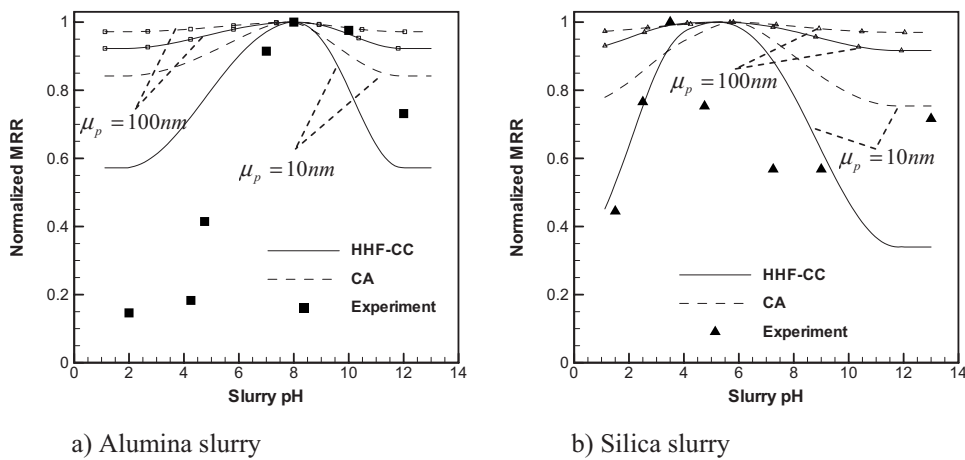 1
0.8
0.6
0.4
0.2
0
Normalized MRR
μp = 100nm
μp = 10nm
HHF-CC
CA
Experiment
0 2 4 6 8 10 12 14
Slurry pH
a) Alumina slurry
1
0.8
0.6
0.4
0.2
0
Normalized MRR
μp = 100nm
μp = 10nm
HHF-CC
CA
Experiment
0 2 4 6 8 10 12 14
Slurry pH
b) Silica slurry